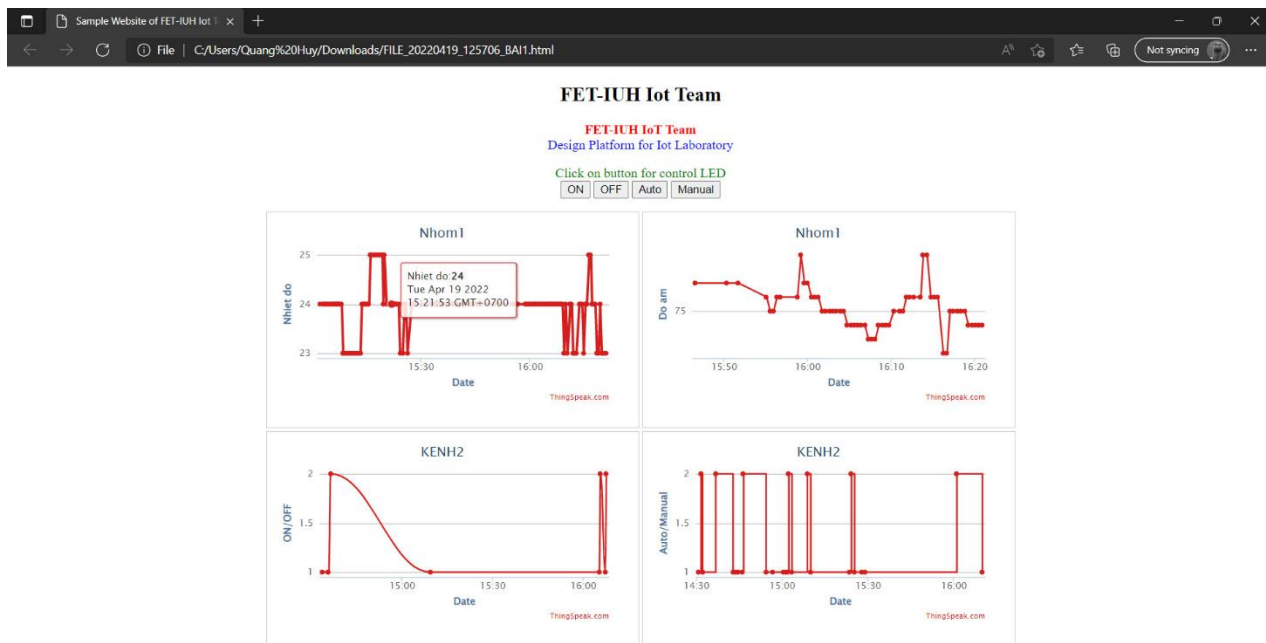 Sample Website of FET-IUH Iot T
File | C:/Users/Quang%20Huy/Downloads/FILE_20220419_125706_BAI1.html
Not syncing
FET-IUH Iot Team
FET-IUH IoT Team
Design Platform for Iot Laboratory
Click on button for control LED
ON OFF Auto Manual
Nhom1
Nhiet do
25
24
23
Nhiet do:24
Tue Apr 19 2022
15:21:53 GMT+0700
15:30 16:00
Date
ThingSpeak.com
Nhom1
Do am
75
15:50 16:00 16:10 16:20
Date
ThingSpeak.com
KENH2
ON/OFF
2
1.5
1
15:00 15:30 16:00
Date
ThingSpeak.com
KENH2
Auto/Manual
2
1.5
1
14:30 15:00 15:30 16:00
Date
ThingSpeak.com